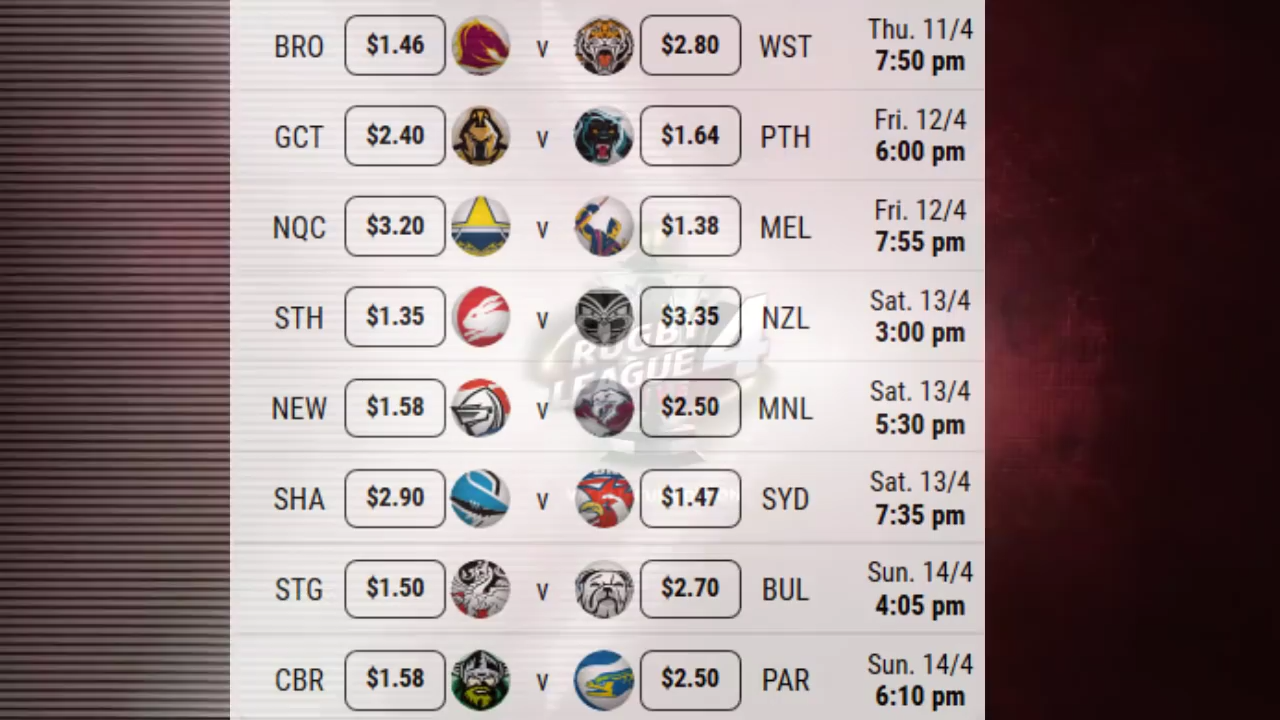 BRO $1.46 v $2.80 WST Thu. 11/4
7:50 pm
GCT $2.40 v $1.64 PTH Fri. 12/4
6:00 pm
NQC $3.20 v $1.38 MEL Fri. 12/4
7:55 pm
STH $1.35 v $3.35 NZL Sat. 13/4
3:00 pm
RUGBY
LEAGUE 4
NEW $1.58 v $2.50 MNL Sat. 13/4
5:30 pm
SHA $2.90 v $1.47 SYD Sat. 13/4
7:35 pm
STG $1.50 v $2.70 BUL Sun. 14/4
4:05 pm
CBR $1.58 v $2.50 PAR Sun. 14/4
6:10 pm